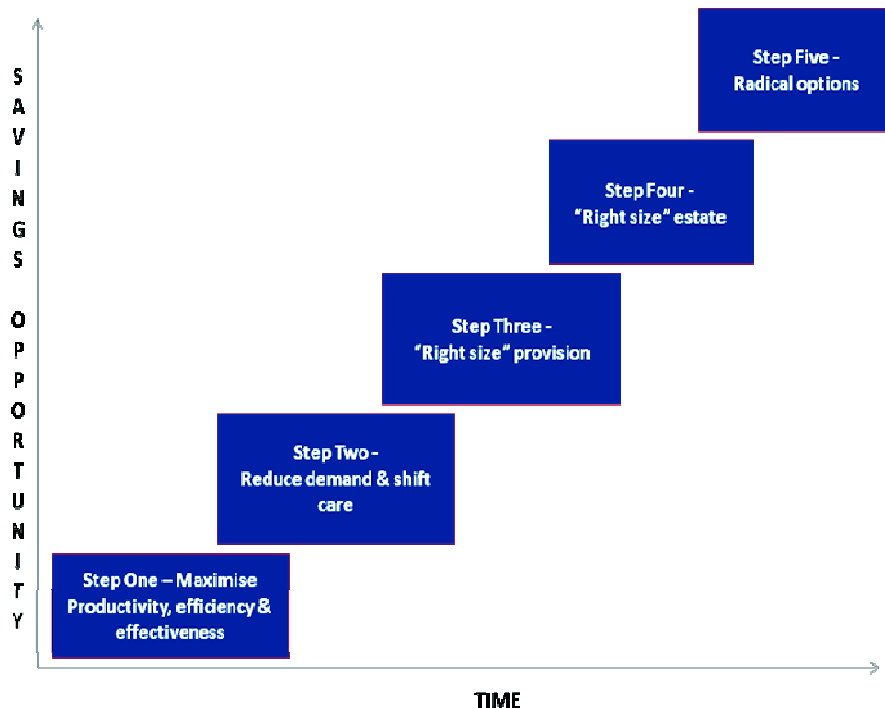 SAVINGS OPPORTUNITY
Step Five -
Radical options
Step Four -
“Right size” estate
Step Three -
“Right size” provision
Step Two -
Reduce demand & shift
care
Step One – Maximise
Productivity, efficiency &
effectiveness
TIME